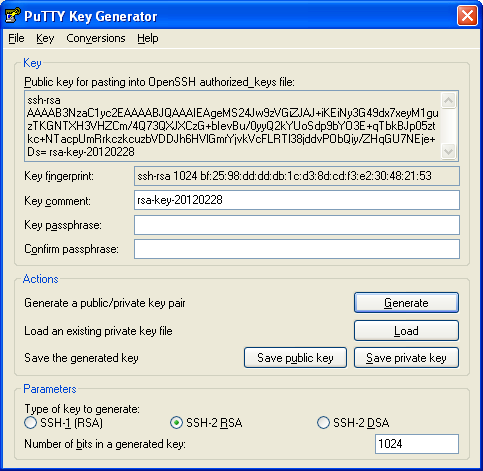 PuTTY Key Generator
File Key Conversions Help
Key
Public key for pasting into OpenSSH authorized_keys file:
ssh-rsa
AAAAB3NzaC1yc2EAAAABJQAAAIEAgeMS24Jw9zVGiZJAJ+iKEiNy3G49dx7xeyM1gu
zTKGNTXH3VHZCm/4Q73QXJXCzG+bIevBu/0yyQ2kYUoSdp9bYO3E+qTbkBJp05zt
kc+NTacpUmRrkczkcuzbVDDJh6HVlGmrYjvkVcFLRTI38jddvPObQjy/ZHqGU7NEje+
Ds= rsa-key-20120228
Key fingerprint: ssh-rsa 1024 bf:25:98:dd:dd:db:1c:d3:8d:cd:f3:e2:30:48:21:53
Key comment: rsa-key-20120228
Key passphrase:
Confirm passphrase:
Actions
Generate a public/private key pair Generate
Load an existing private key file Load
Save the generated key Save public key Save private key
Parameters
Type of key to generate:
SSH-1 (RSA) SSH-2 RSA SSH-2 DSA
Number of bits in a generated key: 1024